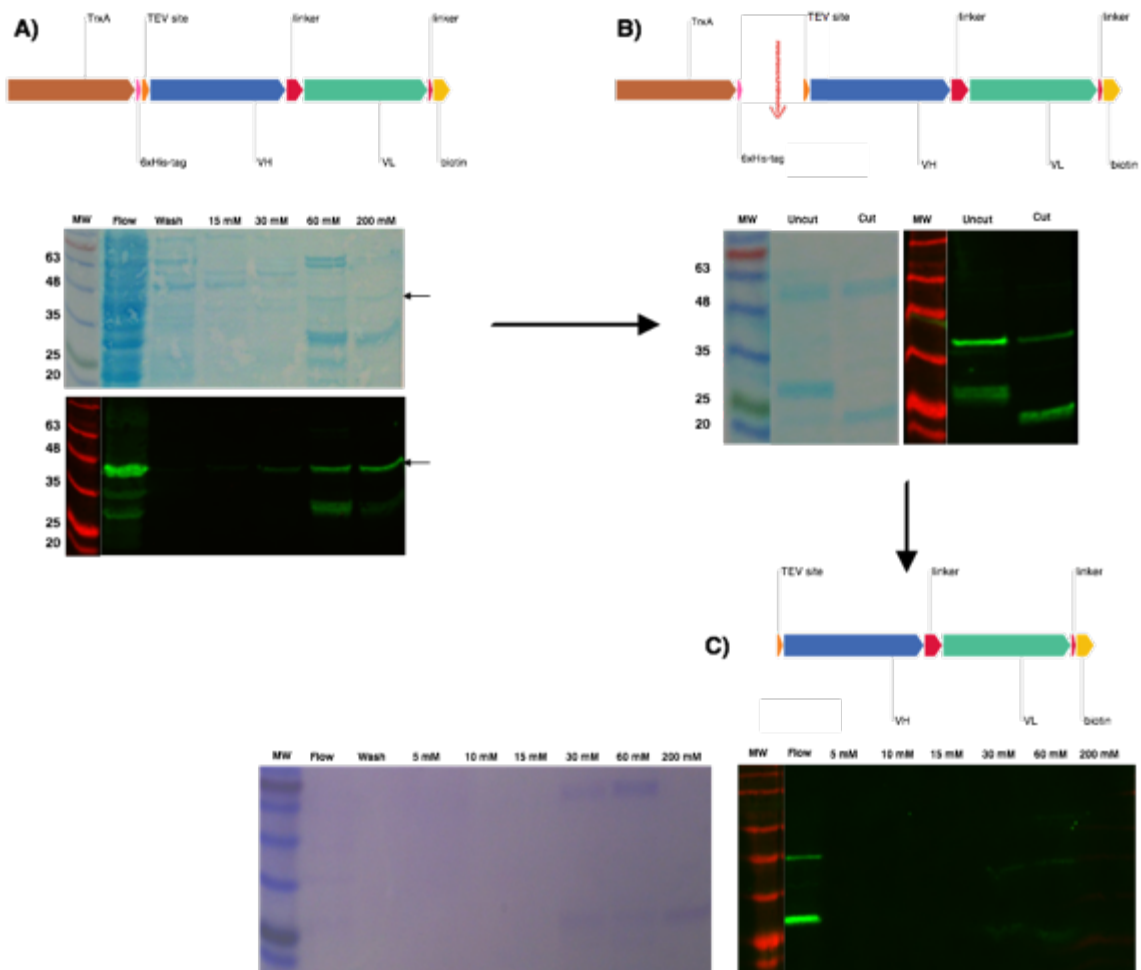 A)
TrxA
TEV site
linker
linker
6xHis-tag
VH
VL
biotin
MW Flow Wash 15 mM 30 mM 60 mM 200 mM
63
48
35
25
20
63
48
35
25
20
B)
TrxA
TEV site
linker
linker
6xHis-tag
VH
VL
biotin
MW Uncut Cut MW Uncut Cut
63
48
35
25
20
C)
TEV site
linker
linker
VH
VL
biotin
MW Flow Wash 5 mM 10 mM 15 mM 30 mM 60 mM 200 mM
MW Flow 5 mM 10 mM 15 mM 30 mM 60 mM 200 mM